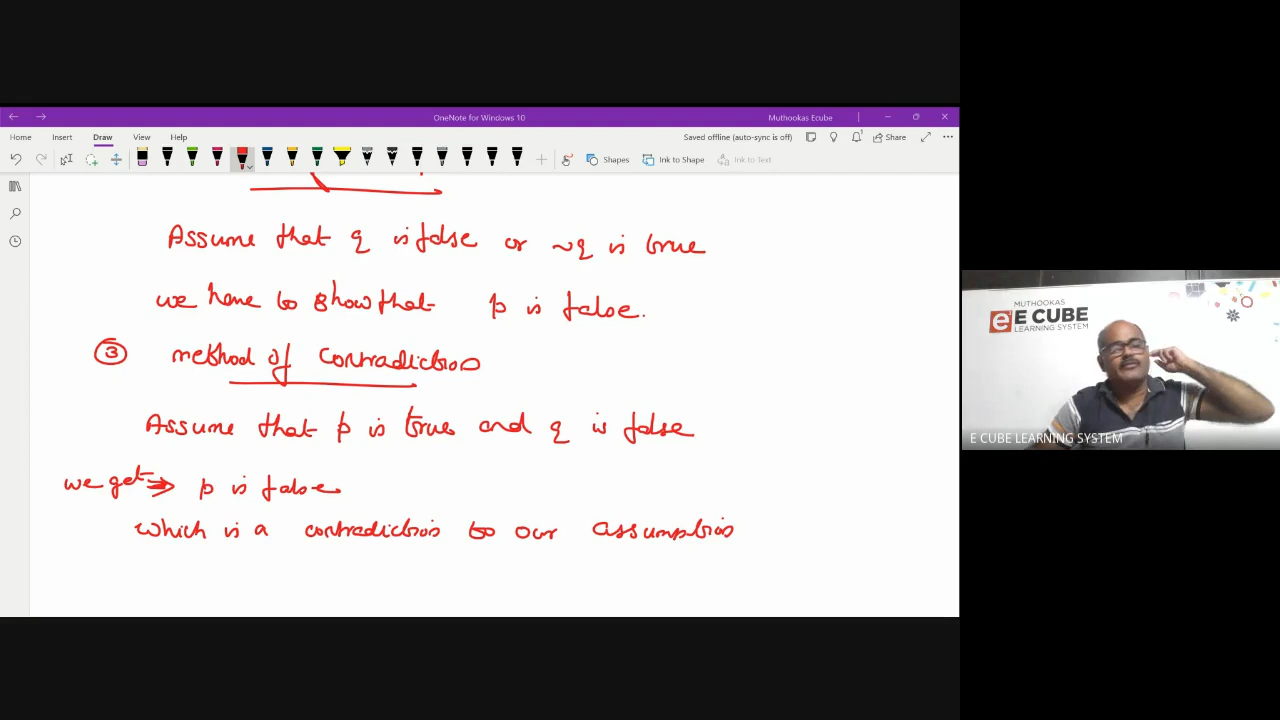 OneNote for Windows 10
Muthookas Ecube
Home Insert Draw View Help
Saved offline (auto-sync is off)
Share
Shapes
Ink to Shape
Ink to Text
Assume that q is false or ~q is true
we have to show that p is false.
③ method of contradiction
Assume that p is true and q is false
we get ⇒ p is false
which is a contradiction to our assumption
MUTHOOKAS
e E CUBE
LEARNING SYSTEM
E CUBE LEARNING SYSTEM